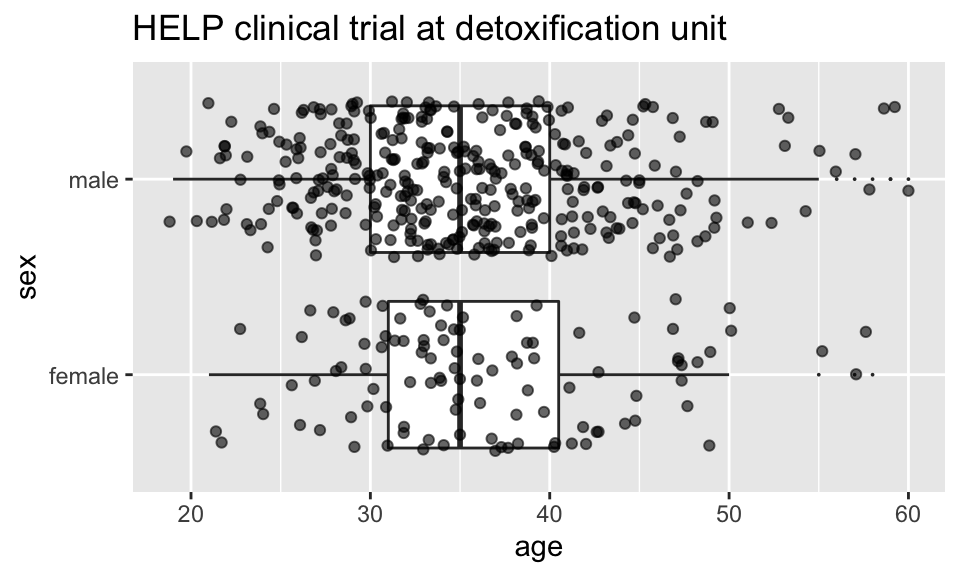 HELP clinical trial at detoxification unit
male
sex
female
20 30 40 50 60
age